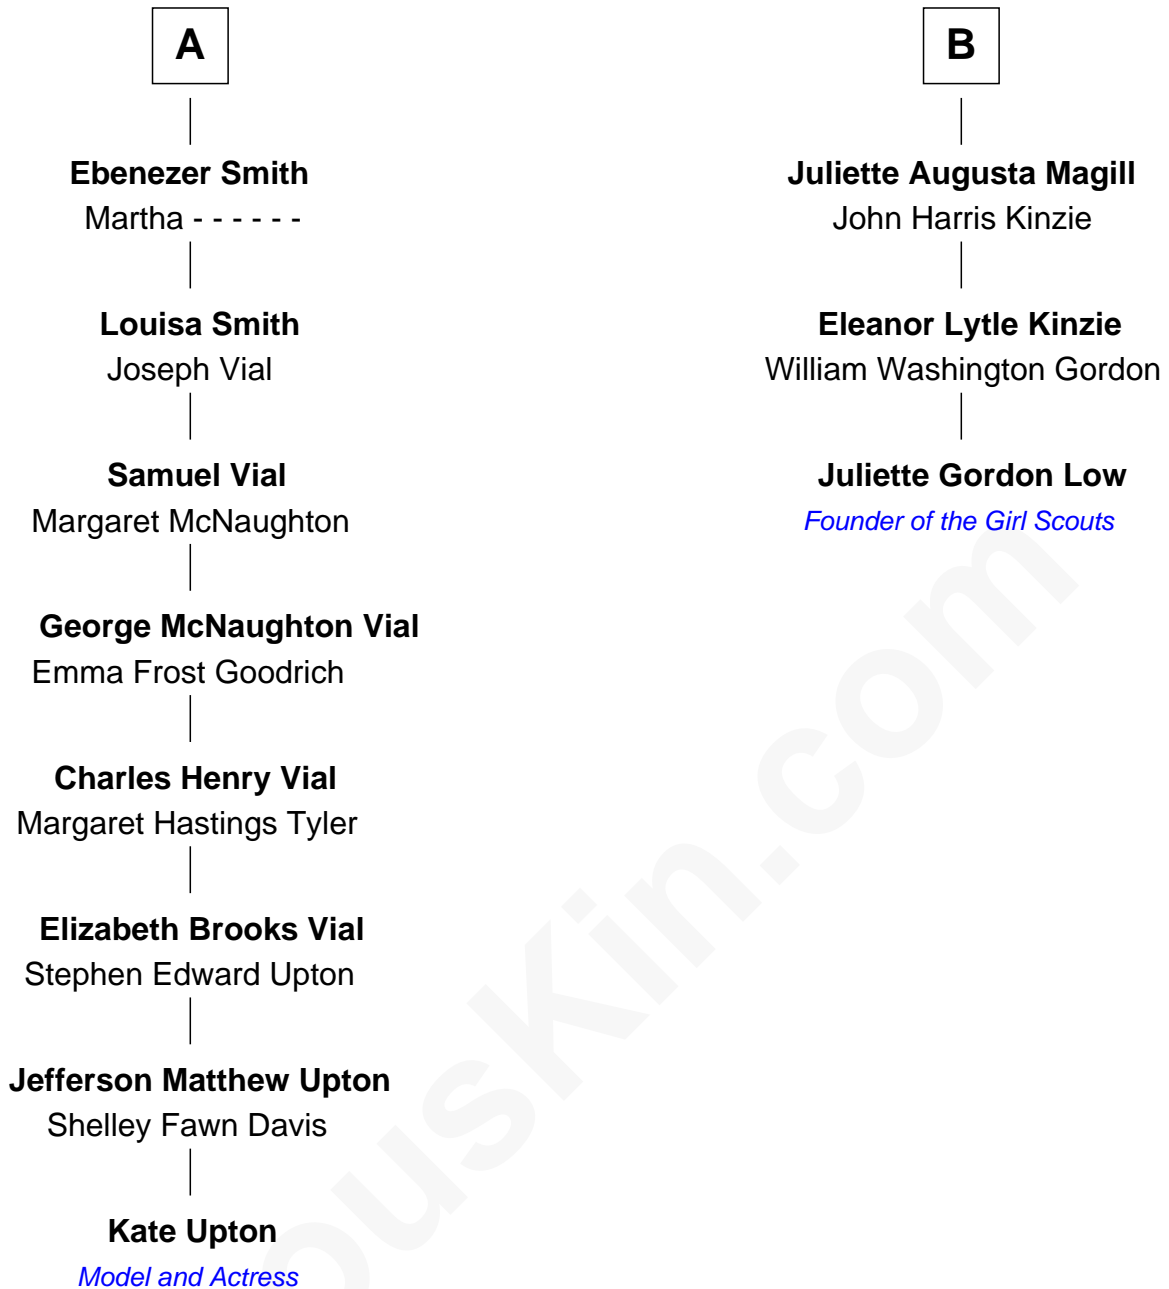 A
Ebenezer Smith
Martha - - - - - -
Louisa Smith
Joseph Vial
Samuel Vial
Margaret McNaughton
George McNaughton Vial
Emma Frost Goodrich
Charles Henry Vial
Margaret Hastings Tyler
Elizabeth Brooks Vial
Stephen Edward Upton
Jefferson Matthew Upton
Shelley Fawn Davis
Kate Upton
Model and Actress
B
Juliette Augusta Magill
John Harris Kinzie
Eleanor Lytle Kinzie
William Washington Gordon
Juliette Gordon Low
Founder of the Girl Scouts
ousKin.com